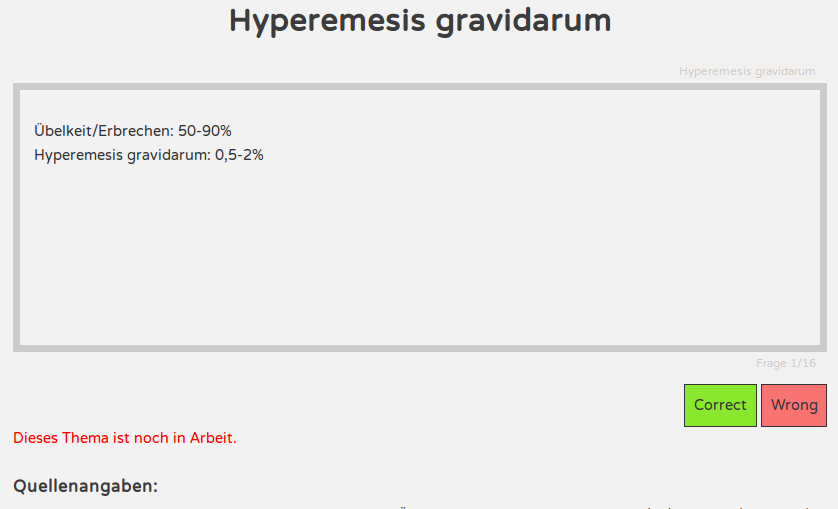 Hyperemesis gravidarum
Hyperemesis gravidarum
Übelkeit/Erbrechen: 50-90%
Hyperemesis gravidarum: 0,5-2%
Frage 1/16
Correct Wrong
Dieses Thema ist noch in Arbeit.
Quellenangaben: